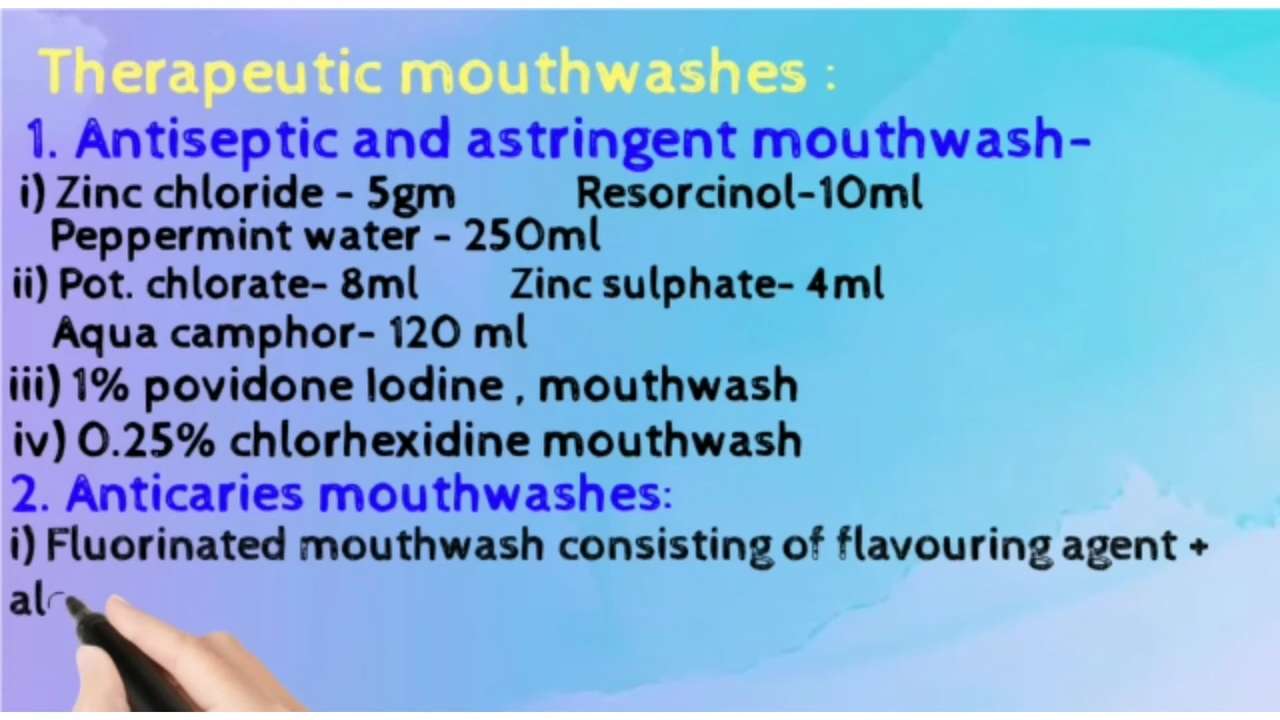 Therapeutic mouthwashes :
1. Antiseptic and astringent mouthwash-
i) Zinc chloride - 5gm Resorcinol-10ml
Peppermint water - 250ml
ii) Pot. chlorate- 8ml Zinc sulphate- 4ml
Aqua camphor- 120 ml
iii) 1% povidone Iodine , mouthwash
iv) 0.25% chlorhexidine mouthwash
2. Anticaries mouthwashes:
i) Fluorinated mouthwash consisting of flavouring agent +